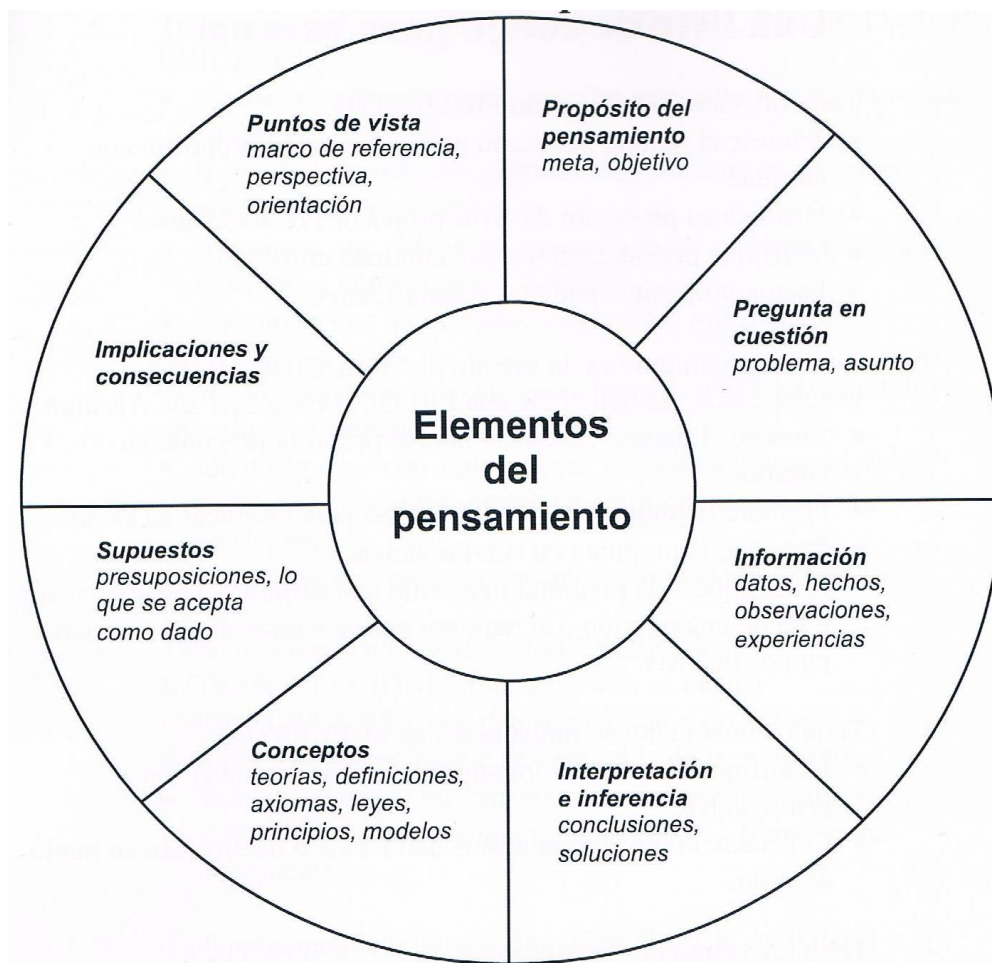 Puntos de vista
marco de referencia,
perspectiva,
orientación
Propósito del
pensamiento
meta, objetivo
Pregunta en
cuestión
problema, asunto
Información
datos, hechos,
observaciones,
experiencias
Interpretación
e inferencia
conclusiones,
soluciones
Conceptos
teorías, definiciones,
axiomas, leyes,
principios, modelos
Supuestos
presuposiciones, lo
que se acepta
como dado
Implicaciones y
consecuencias
Elementos
del
pensamiento